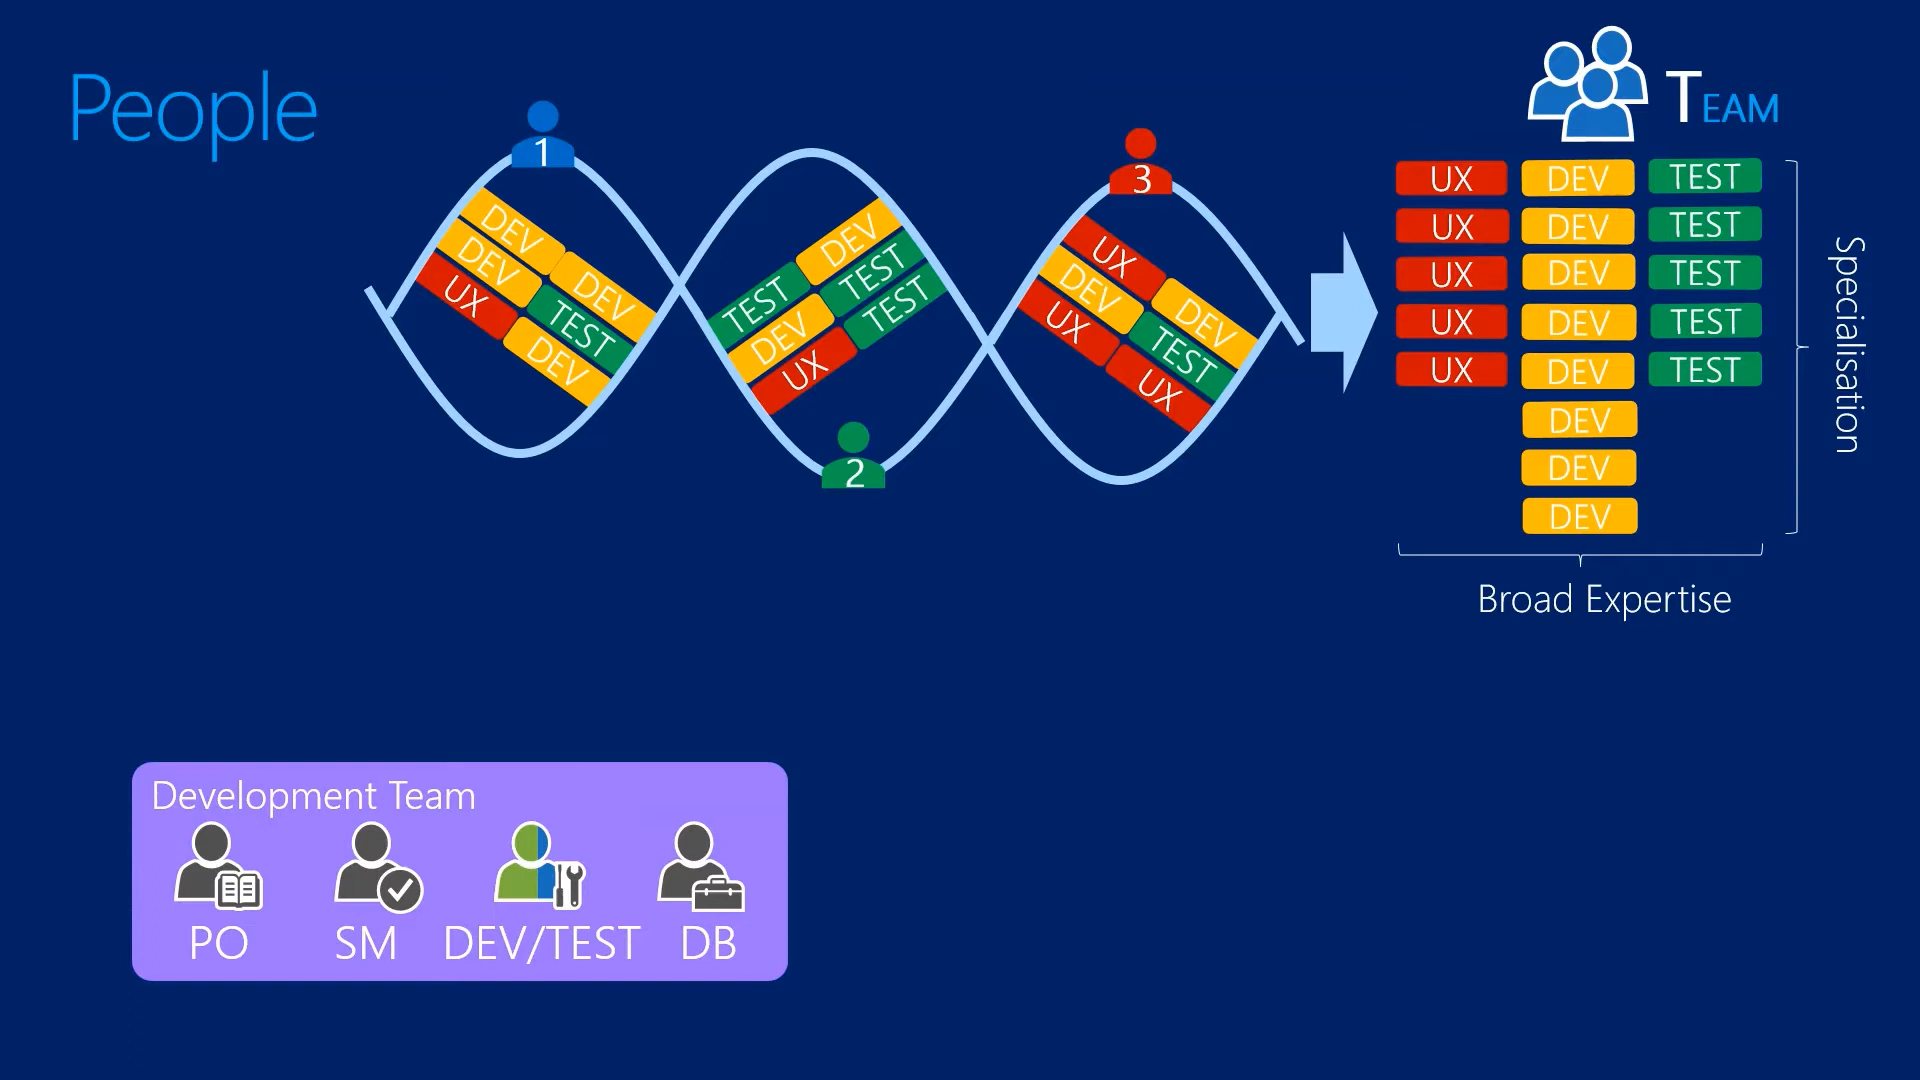 People
1
DEV
DEV
DEV
TEST
UX
DEV
TEST
DEV
DEV
TEST
UX
TEST
2
3
UX
DEV
DEV
TEST
UX
UX
TEAM
UX DEV TEST
UX DEV TEST
UX DEV TEST
UX DEV TEST
UX DEV TEST
DEV
DEV
DEV
Specialisation
Broad Expertise
Development Team
PO SM DEV/TEST DB